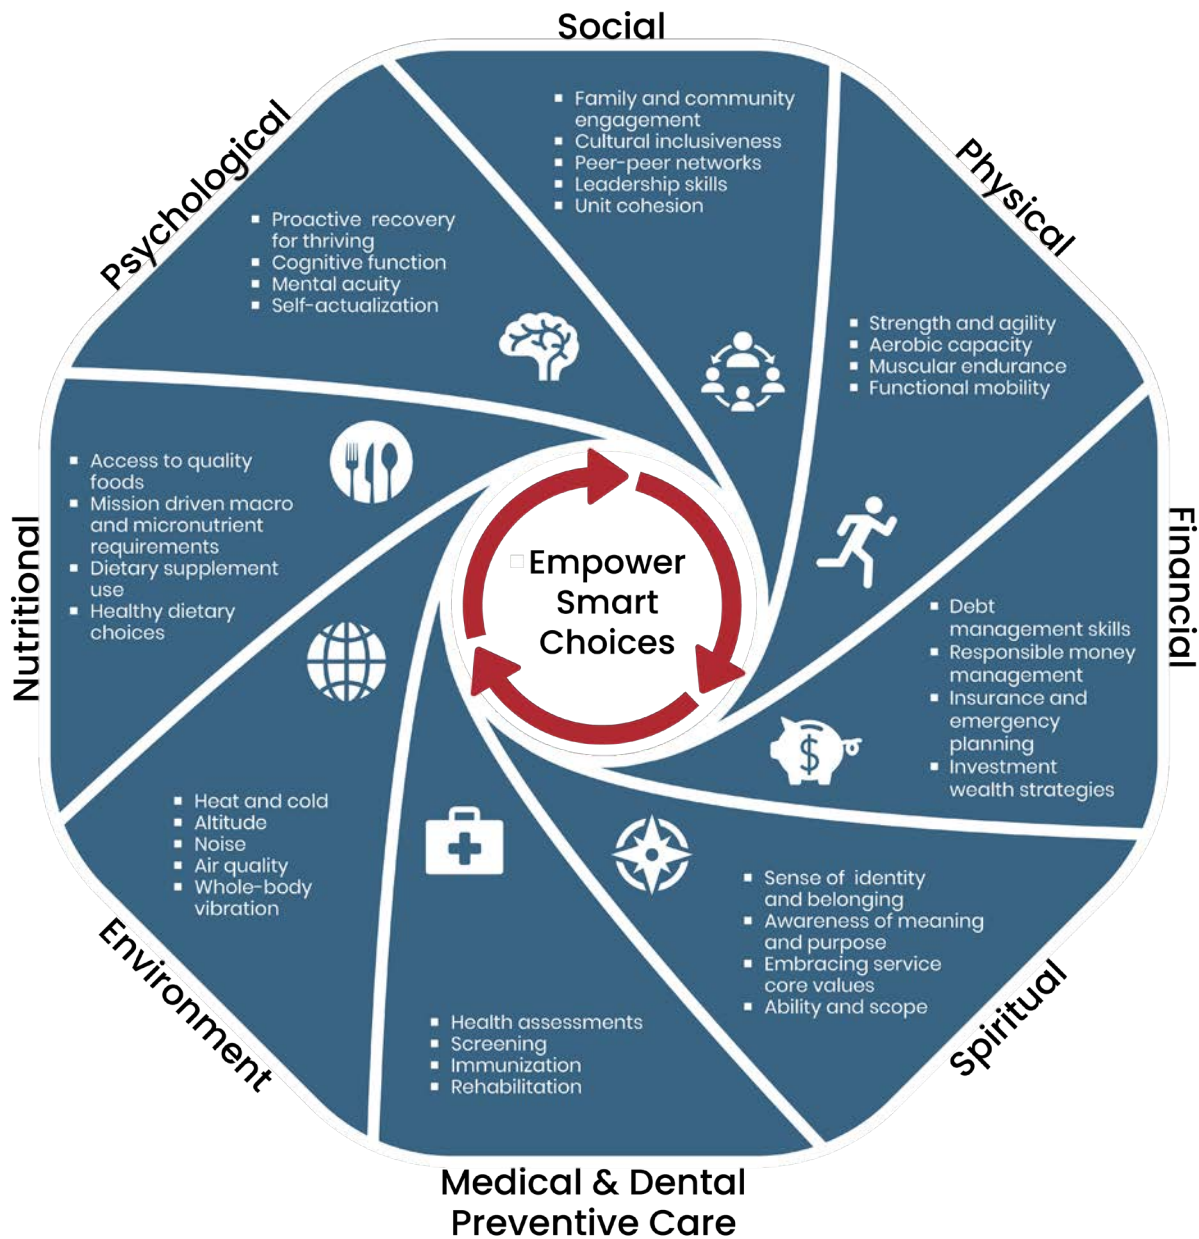 Social
▪ Family and community
engagement
▪ Cultural inclusiveness
▪ Peer-peer networks
▪ Leadership skills
▪ Unit cohesion
Physical
▪ Strength and agility
▪ Aerobic capacity
▪ Muscular endurance
▪ Functional mobility
Financial
▪ Debt
management skills
▪ Responsible money
management
▪ Insurance and
emergency
planning
▪ Investment
wealth strategies
$
Spiritual
▪ Sense of identity
and belonging
▪ Awareness of meaning
and purpose
▪ Embracing service
core values
▪ Ability and scope
Medical & Dental
Preventive Care
▪ Health assessments
▪ Screening
▪ Immunization
▪ Rehabilitation
Environment
▪ Heat and cold
▪ Altitude
▪ Noise
▪ Air quality
▪ Whole-body
vibration
Nutritional
▪ Access to quality
foods
▪ Mission driven macro
and micronutrient
requirements
▪ Dietary supplement
use
▪ Healthy dietary
choices
Psychological
▪ Proactive recovery
for thriving
▪ Cognitive function
▪ Mental acuity
▪ Self-actualization
Empower
Smart
Choices